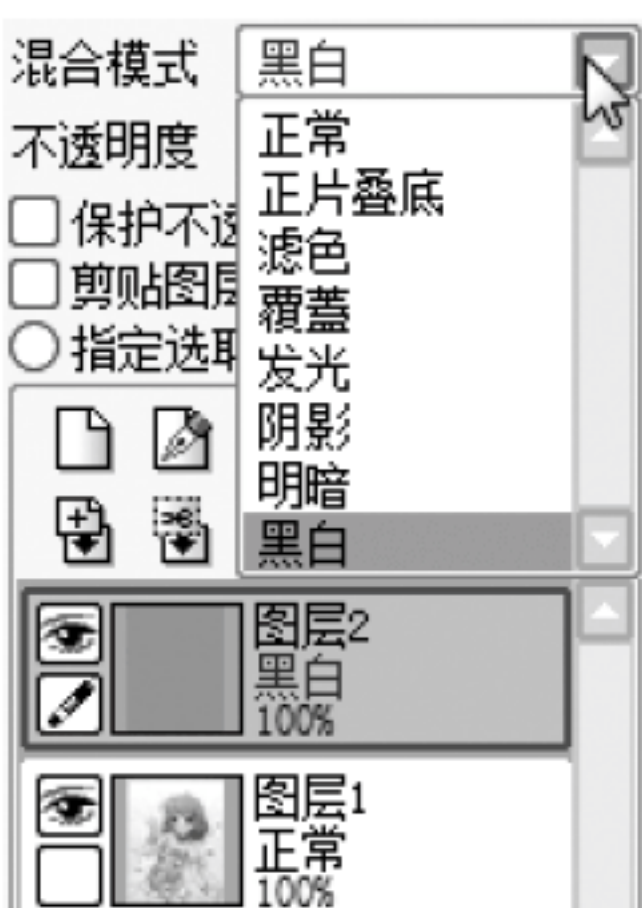 混合模式 黑白
不透明度
正常
正片叠底
保护不透
滤色
剪贴图层
覆蓋
指定选取
发光
阴影
明暗
黑白
图层2
黑白
100%
图层1
正常
100%